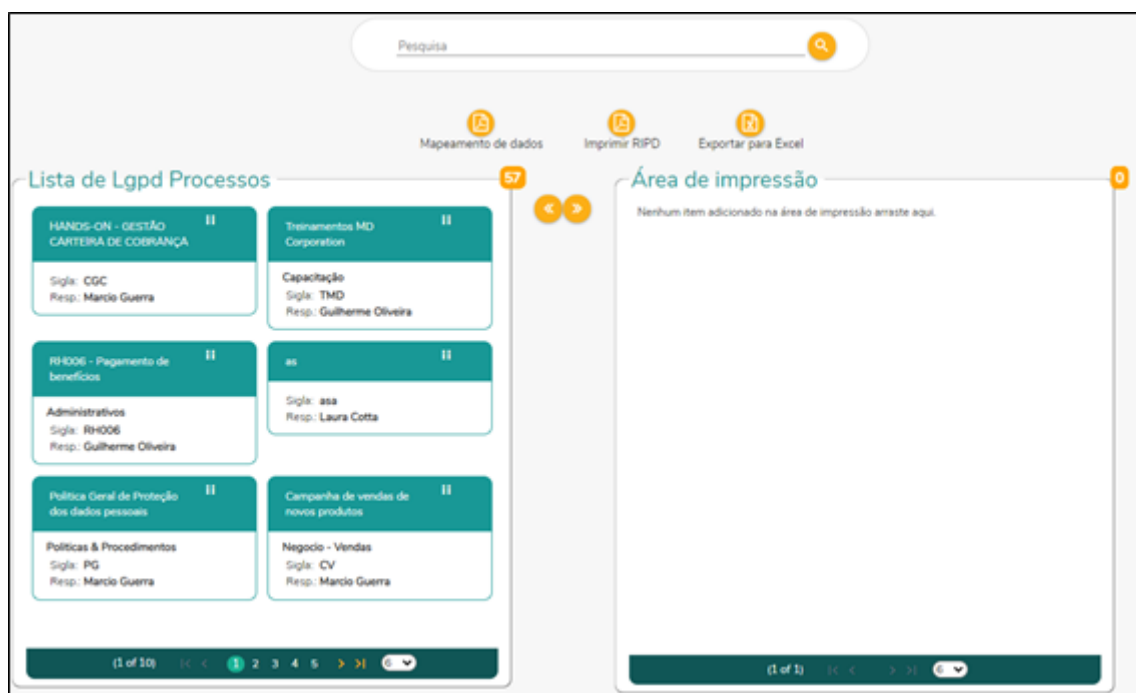 Pesquisa
Mapeamento de dados
Imprimir RIPD
Exportar para Excel
Lista de Lgpd Processos
57
HANDS-ON - GESTÃO
CARTEIRA DE COBRANÇA
Sigla: CGC
Resp.: Marcio Guerra
Treinamentos MD
Corporation
Capacitação
Sigla: TMD
Resp.: Guilherme Oliveira
RH006 - Pagamento de
benefícios
Administrativos
Sigla: RH006
Resp.: Guilherme Oliveira
as
Sigla: asa
Resp.: Laura Cotta
Política Geral de Proteção
dos dados pessoais
Políticas & Procedimentos
Sigla: PG
Resp.: Marcio Guerra
Campanha de vendas de
novos produtos
Negocio - Vendas
Sigla: CV
Resp.: Marcio Guerra
(1 of 10) 1 2 3 4 5 6
Área de impressão
0
Nenhum item adicionado na área de impressão arraste aqui.
(1 of 1) 6